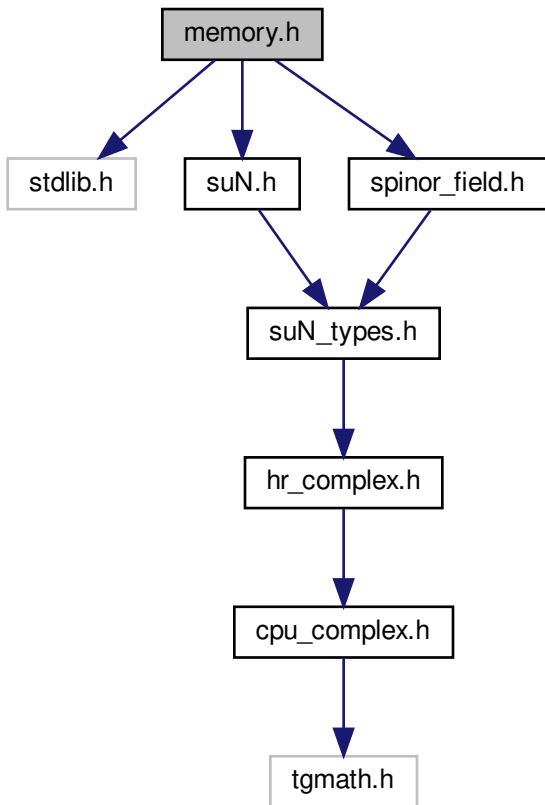 memory.h
stdlib.h
suN.h
spinor_field.h
suN_types.h
hr_complex.h
cpu_complex.h
tgmath.h